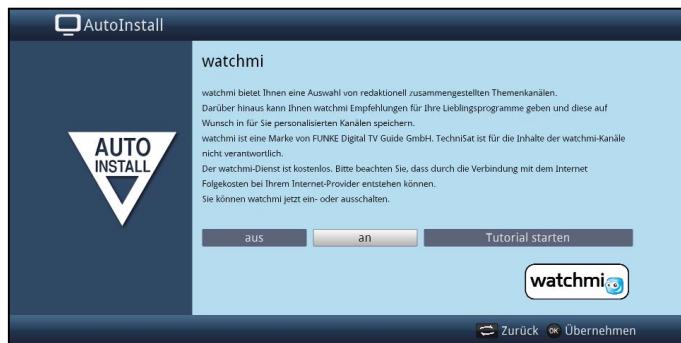 AutoInstall
AUTO
INSTALL
watchmi
watchmi bietet Ihnen eine Auswahl von redaktionell zusammengestellten Themenkanälen.
Darüber hinaus kann Ihnen watchmi Empfehlungen für Ihre Lieblingsprogramme geben und diese auf
Wunsch in für Sie personalisierten Kanälen speichern.
watchmi ist eine Marke von FUNKE Digital TV Guide GmbH. TechniSat ist für die Inhalte der watchmi-Kanäle
nicht verantwortlich.
Der watchmi-Dienst ist kostenlos. Bitte beachten Sie, dass durch die Verbindung mit dem Internet
Folgekosten bei Ihrem Internet-Provider entstehen können.
Sie können watchmi jetzt ein- oder ausschalten.
aus an Tutorial starten
watchmi
Zurück OK Übernehmen